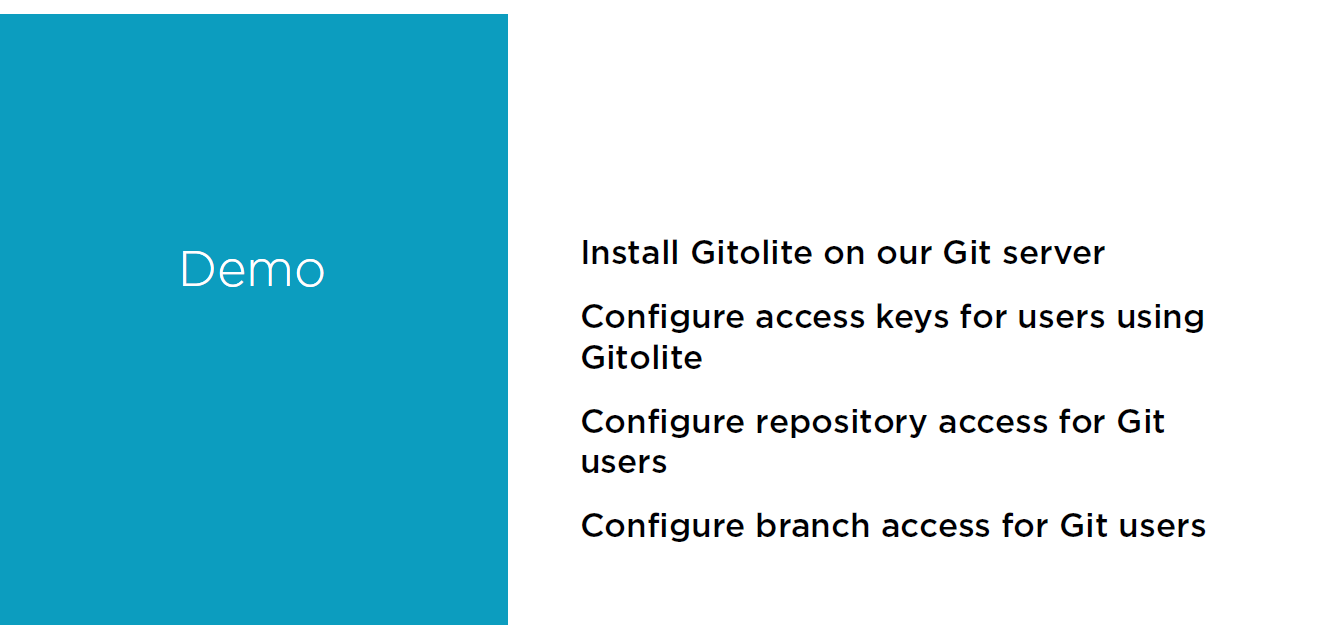 Demo
Install Gitolite on our Git server
Configure access keys for users using
Gitolite
Configure repository access for Git
users
Configure branch access for Git users